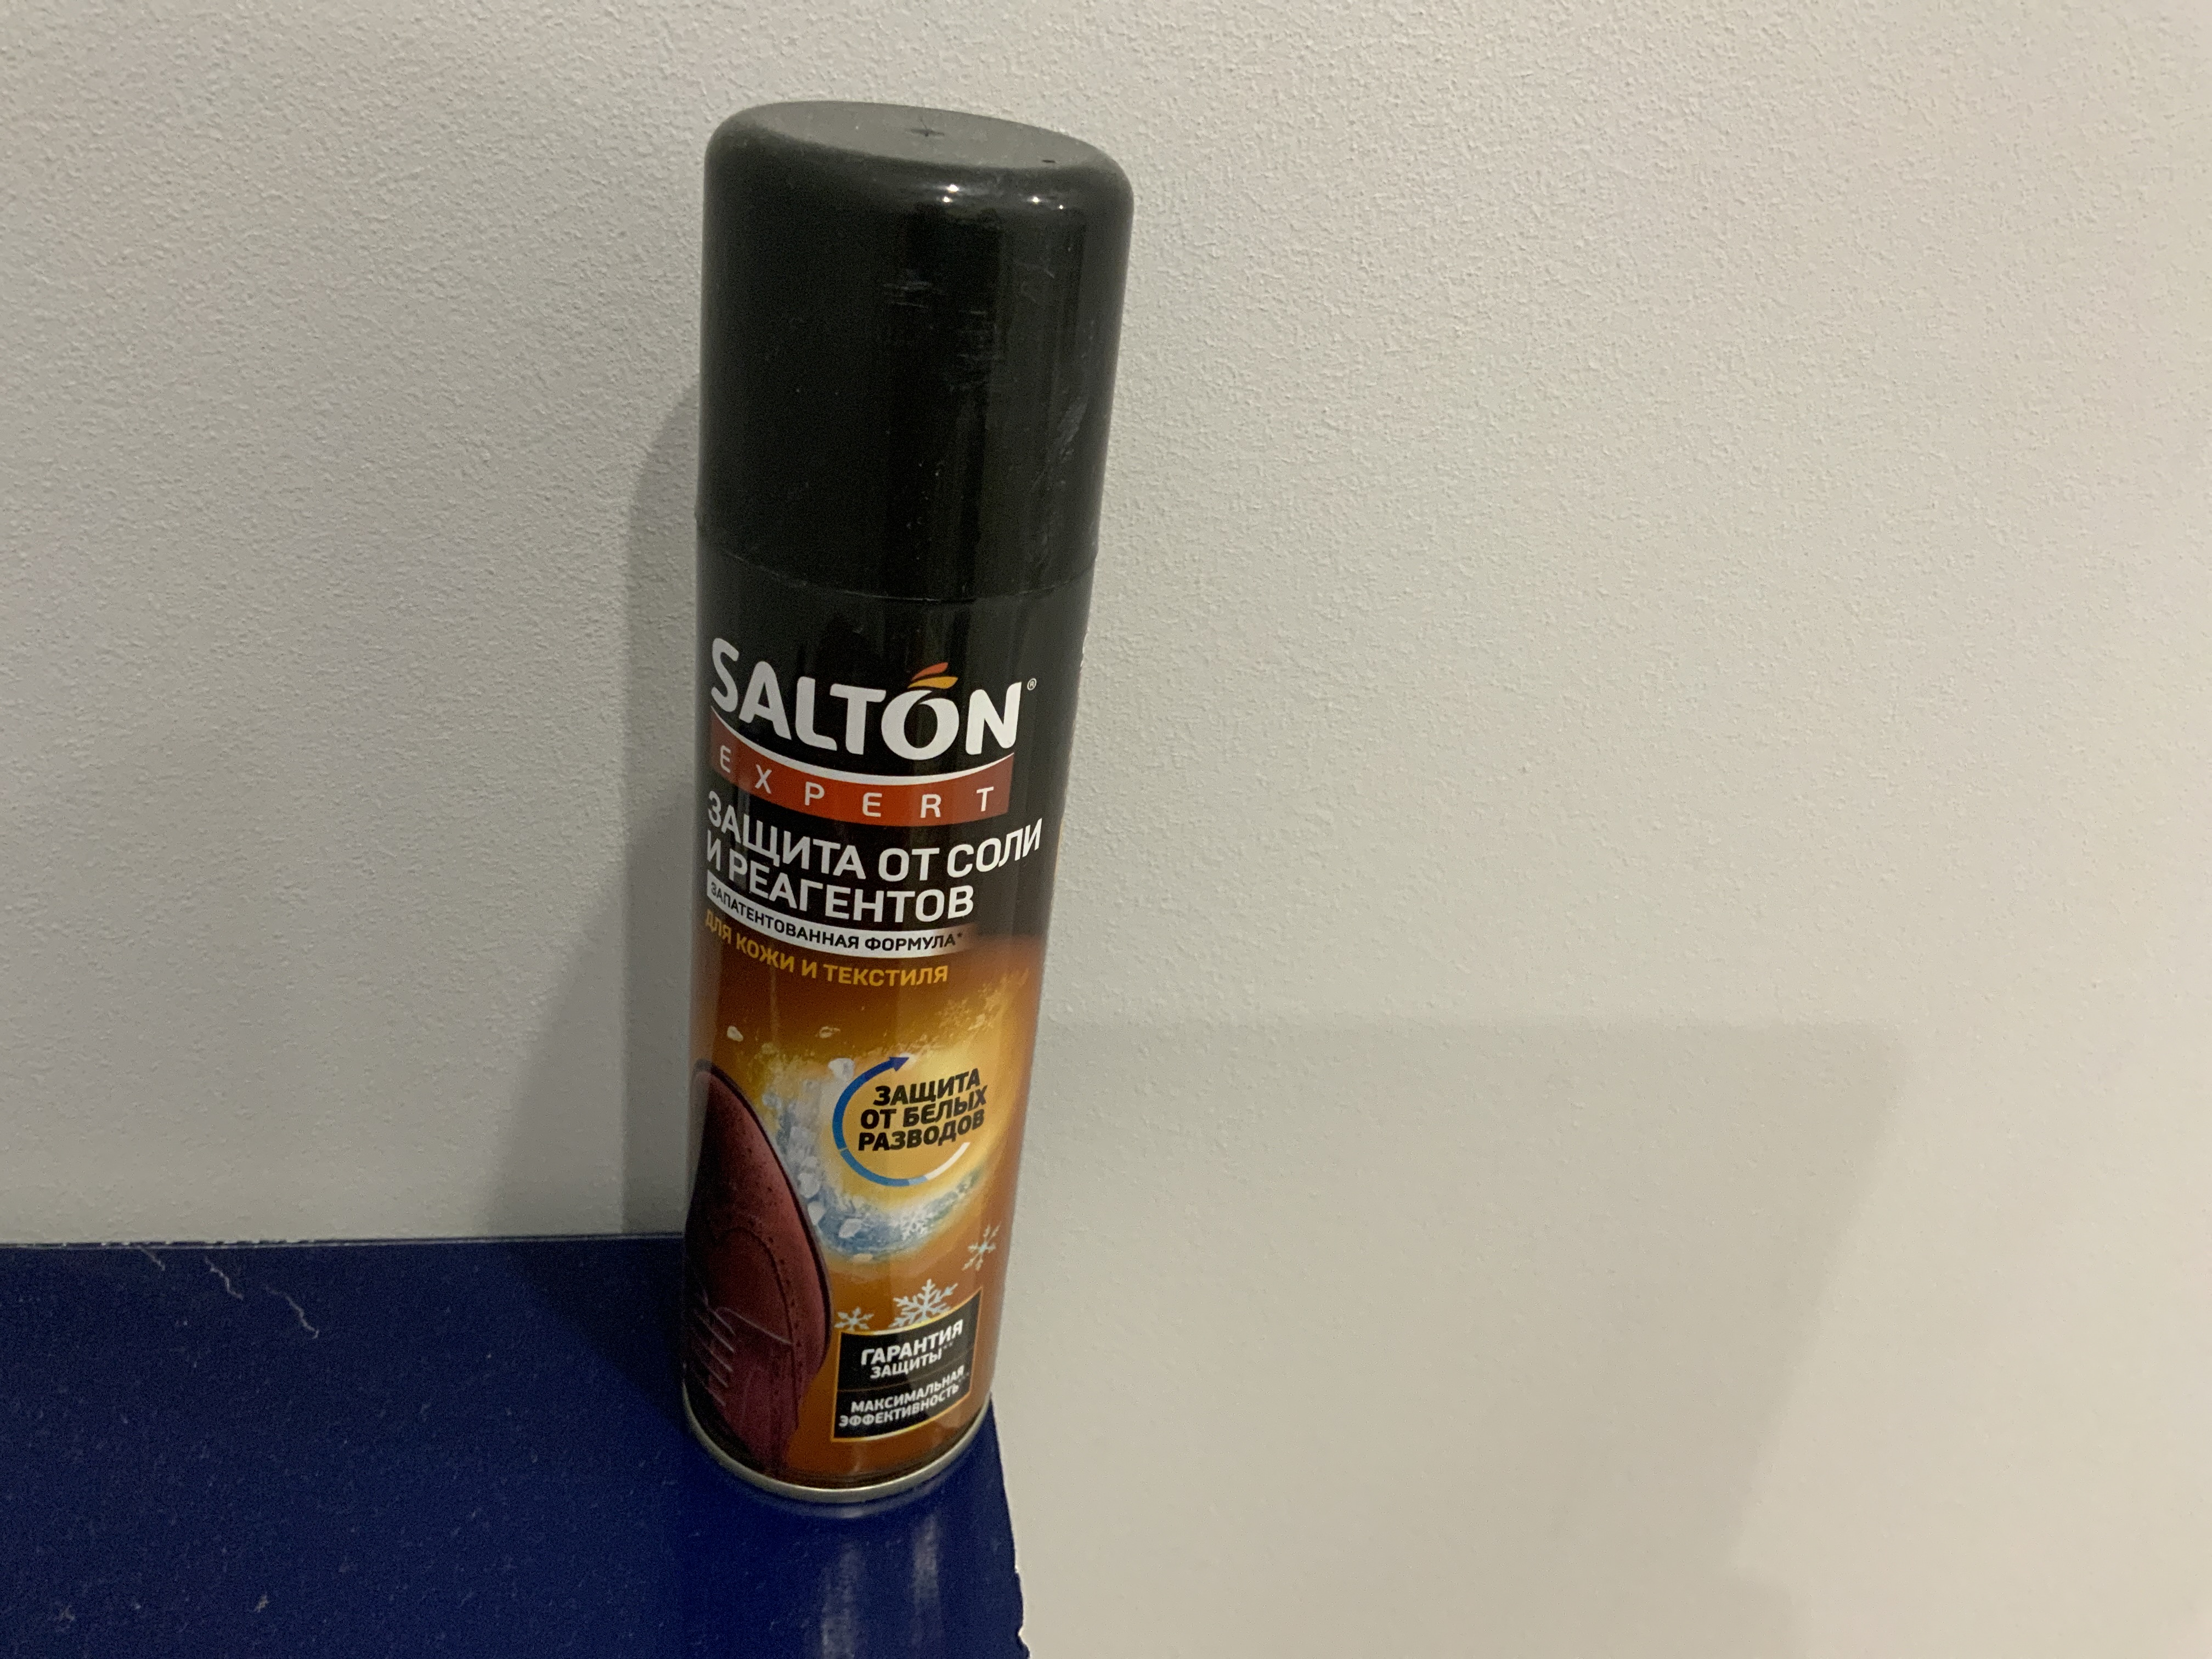 SALTON®
EXPERT
ЗАЩИТА ОТ СОЛИ
И РЕАГЕНТОВ
ЗАПАТЕНТОВАННАЯ ФОРМУЛА*
ДЛЯ КОЖИ И ТЕКСТИЛЯ
ЗАЩИТА
ОТ БЕЛЫХ
РАЗВОДОВ
ГАРАНТИЯ
ЗАЩИТЫ**
МАКСИМАЛЬНАЯ
ЭФФЕКТИВНОСТЬ***